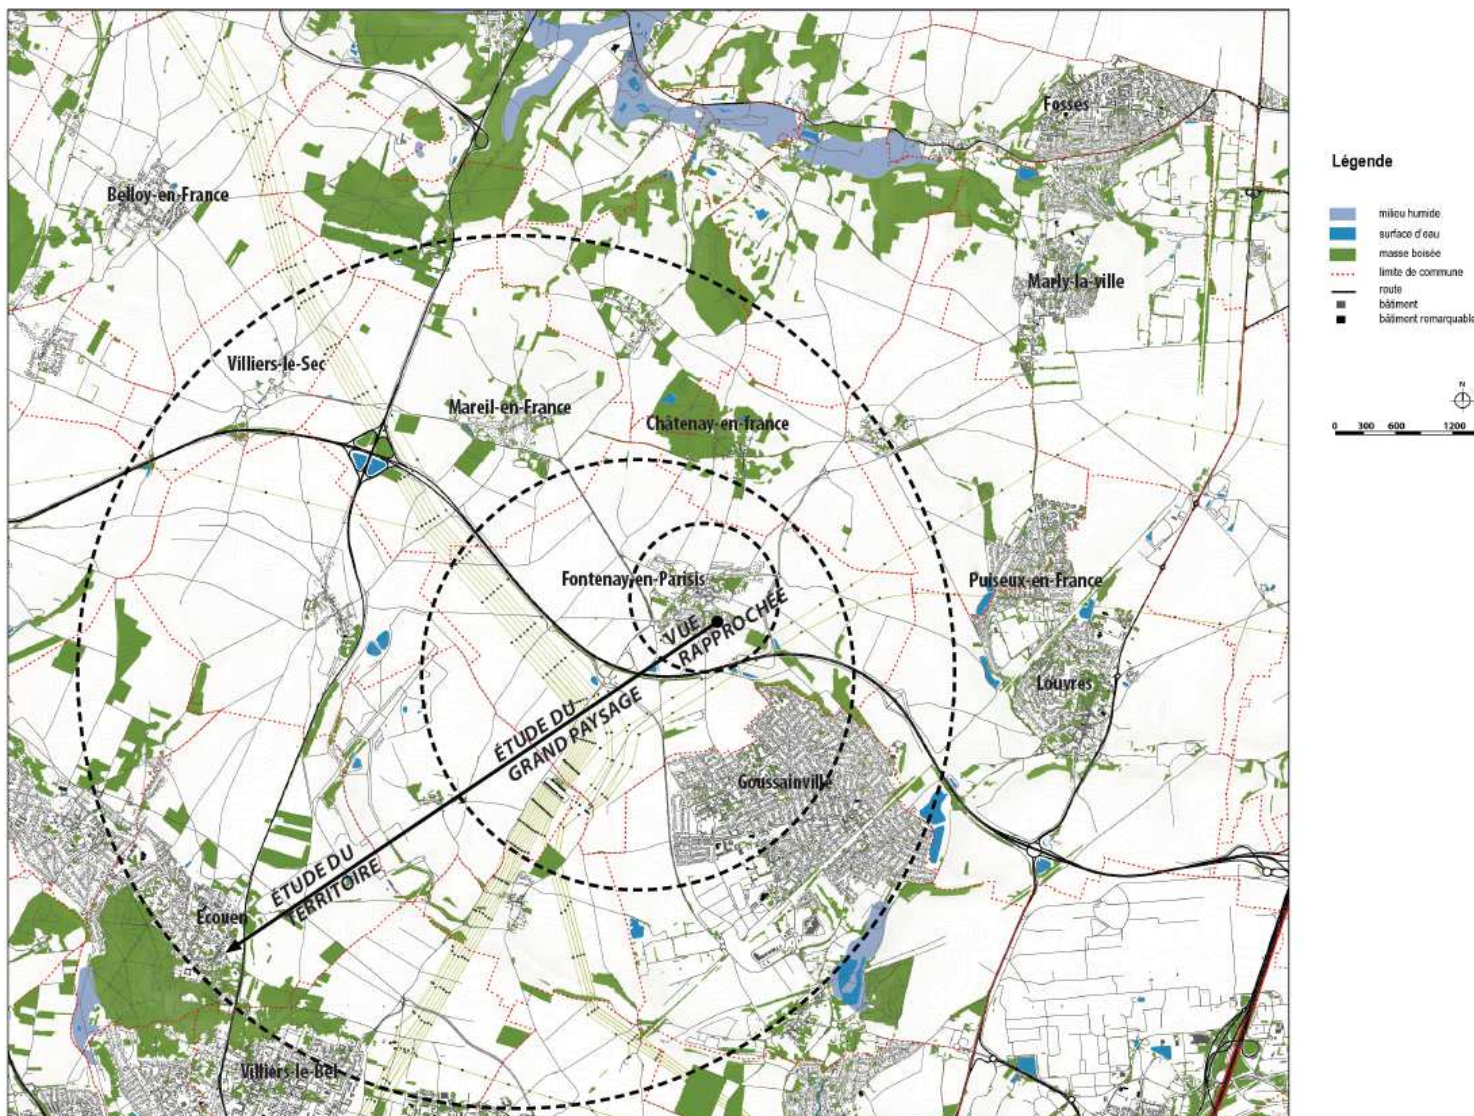 Fosses
Belloy-en-France
Marly-la-ville
Villiers-le-Sec
Mareil-en-France
Châtenay-en-france
Fontenay-en-Parisis
Puiseux-en-France
VUE
RAPPROCHÉE
Louvres
ÉTUDE DU
GRAND PAYSAGE
Goussainville
ÉTUDE DU
TERRITOIRE
Ecouen
Villiers-le-Bel
Légende
milieu humide
surface d'eau
masse boisée
limite de commune
route
bâtiment
bâtiment remarquable
N
0 300 600 1200